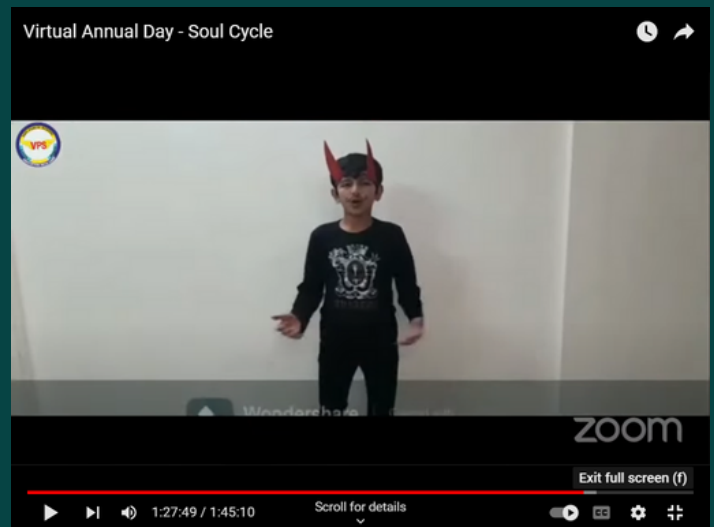 Virtual Annual Day - Soul Cycle
VPS
Wondershare
zoom
Exit full screen (f)
1:27:49 / 1:45:10
Scroll for details
CC